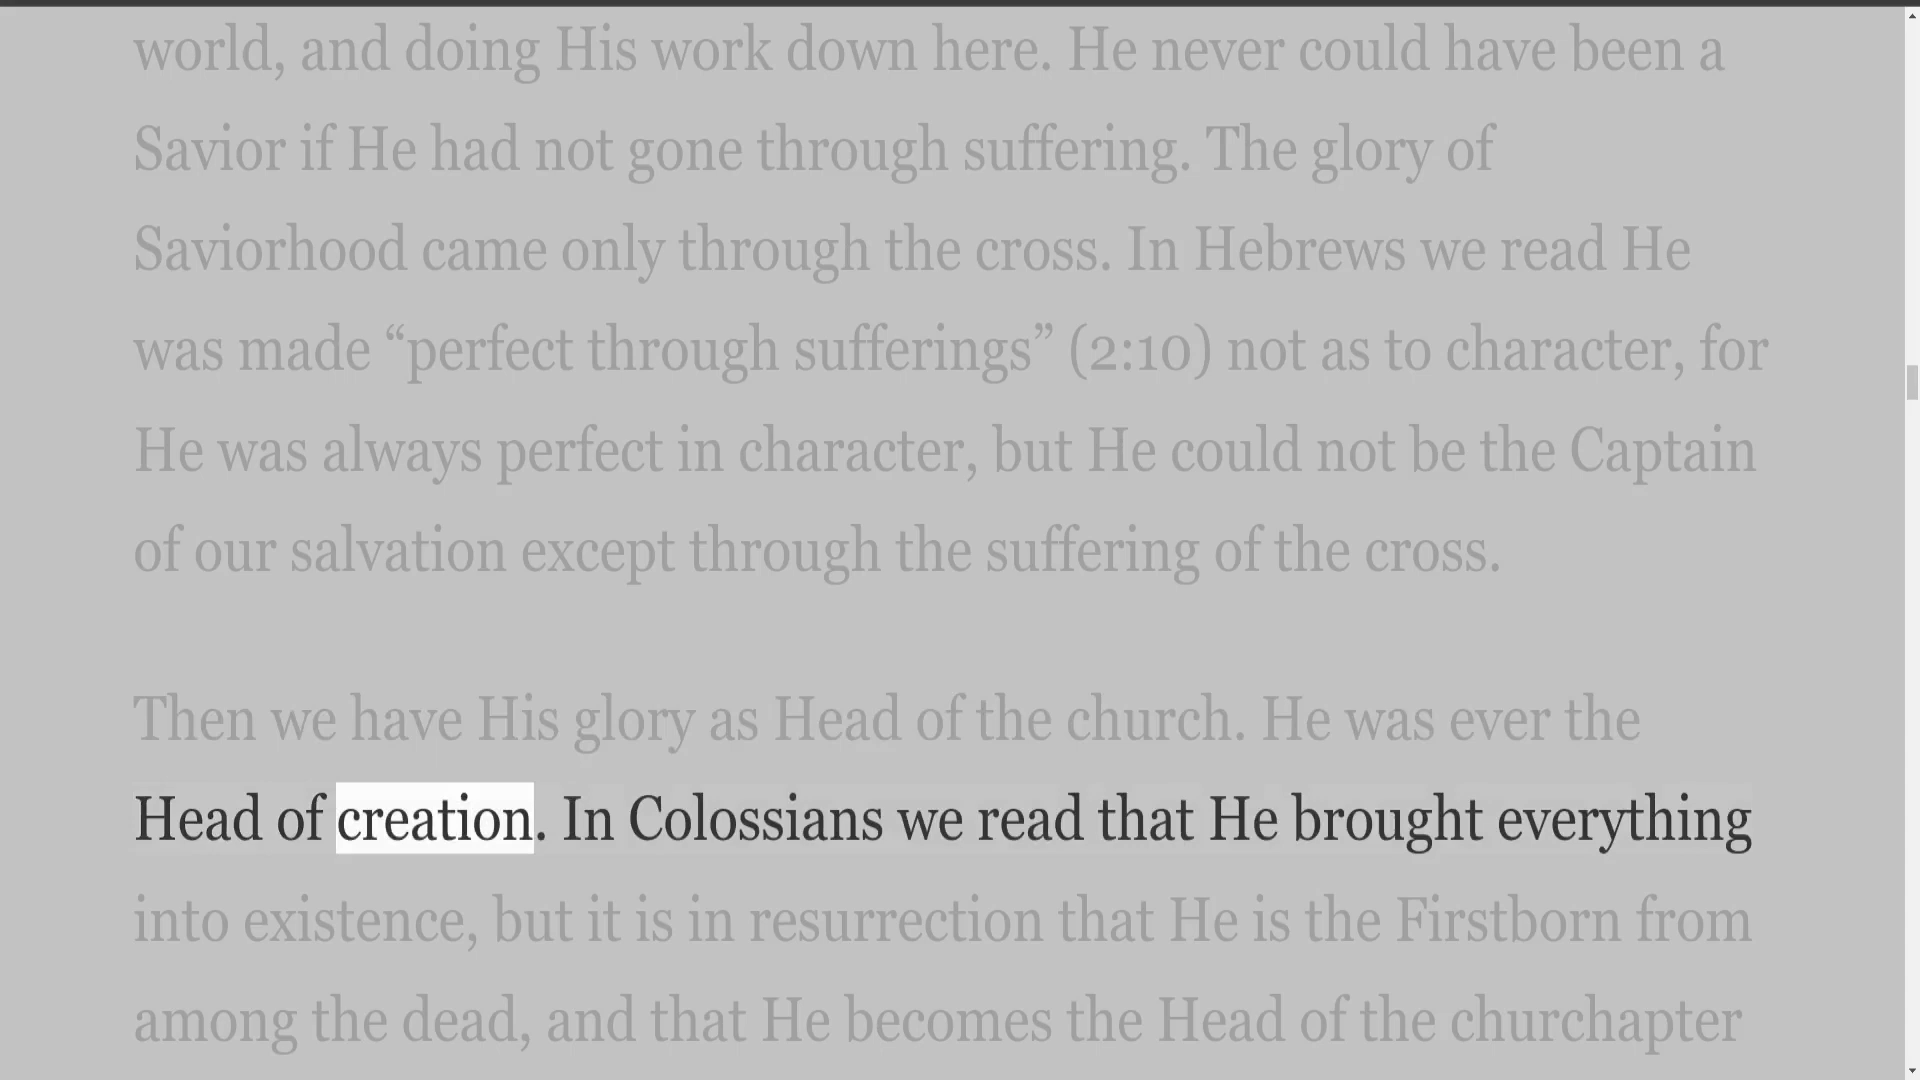 world, and doing His work down here. He never could have been a
Savior if He had not gone through suffering. The glory of
Saviorhood came only through the cross. In Hebrews we read He
was made “perfect through sufferings” (2:10) not as to character, for
He was always perfect in character, but He could not be the Captain
of our salvation except through the suffering of the cross.
Then we have His glory as Head of the church. He was ever the
Head of creation. In Colossians we read that He brought everything
into existence, but it is in resurrection that He is the Firstborn from
among the dead, and that He becomes the Head of the churchapter